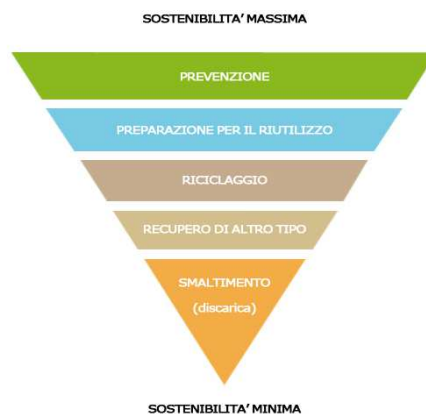 SOSTENIBILITA' MASSIMA
PREVENZIONE
PREPARAZIONE PER IL RIUTILIZZO
RICICLAGGIO
RECUPERO DI ALTRO TIPO
SMALTIMENTO
(discarica)
SOSTENIBILITA' MINIMA